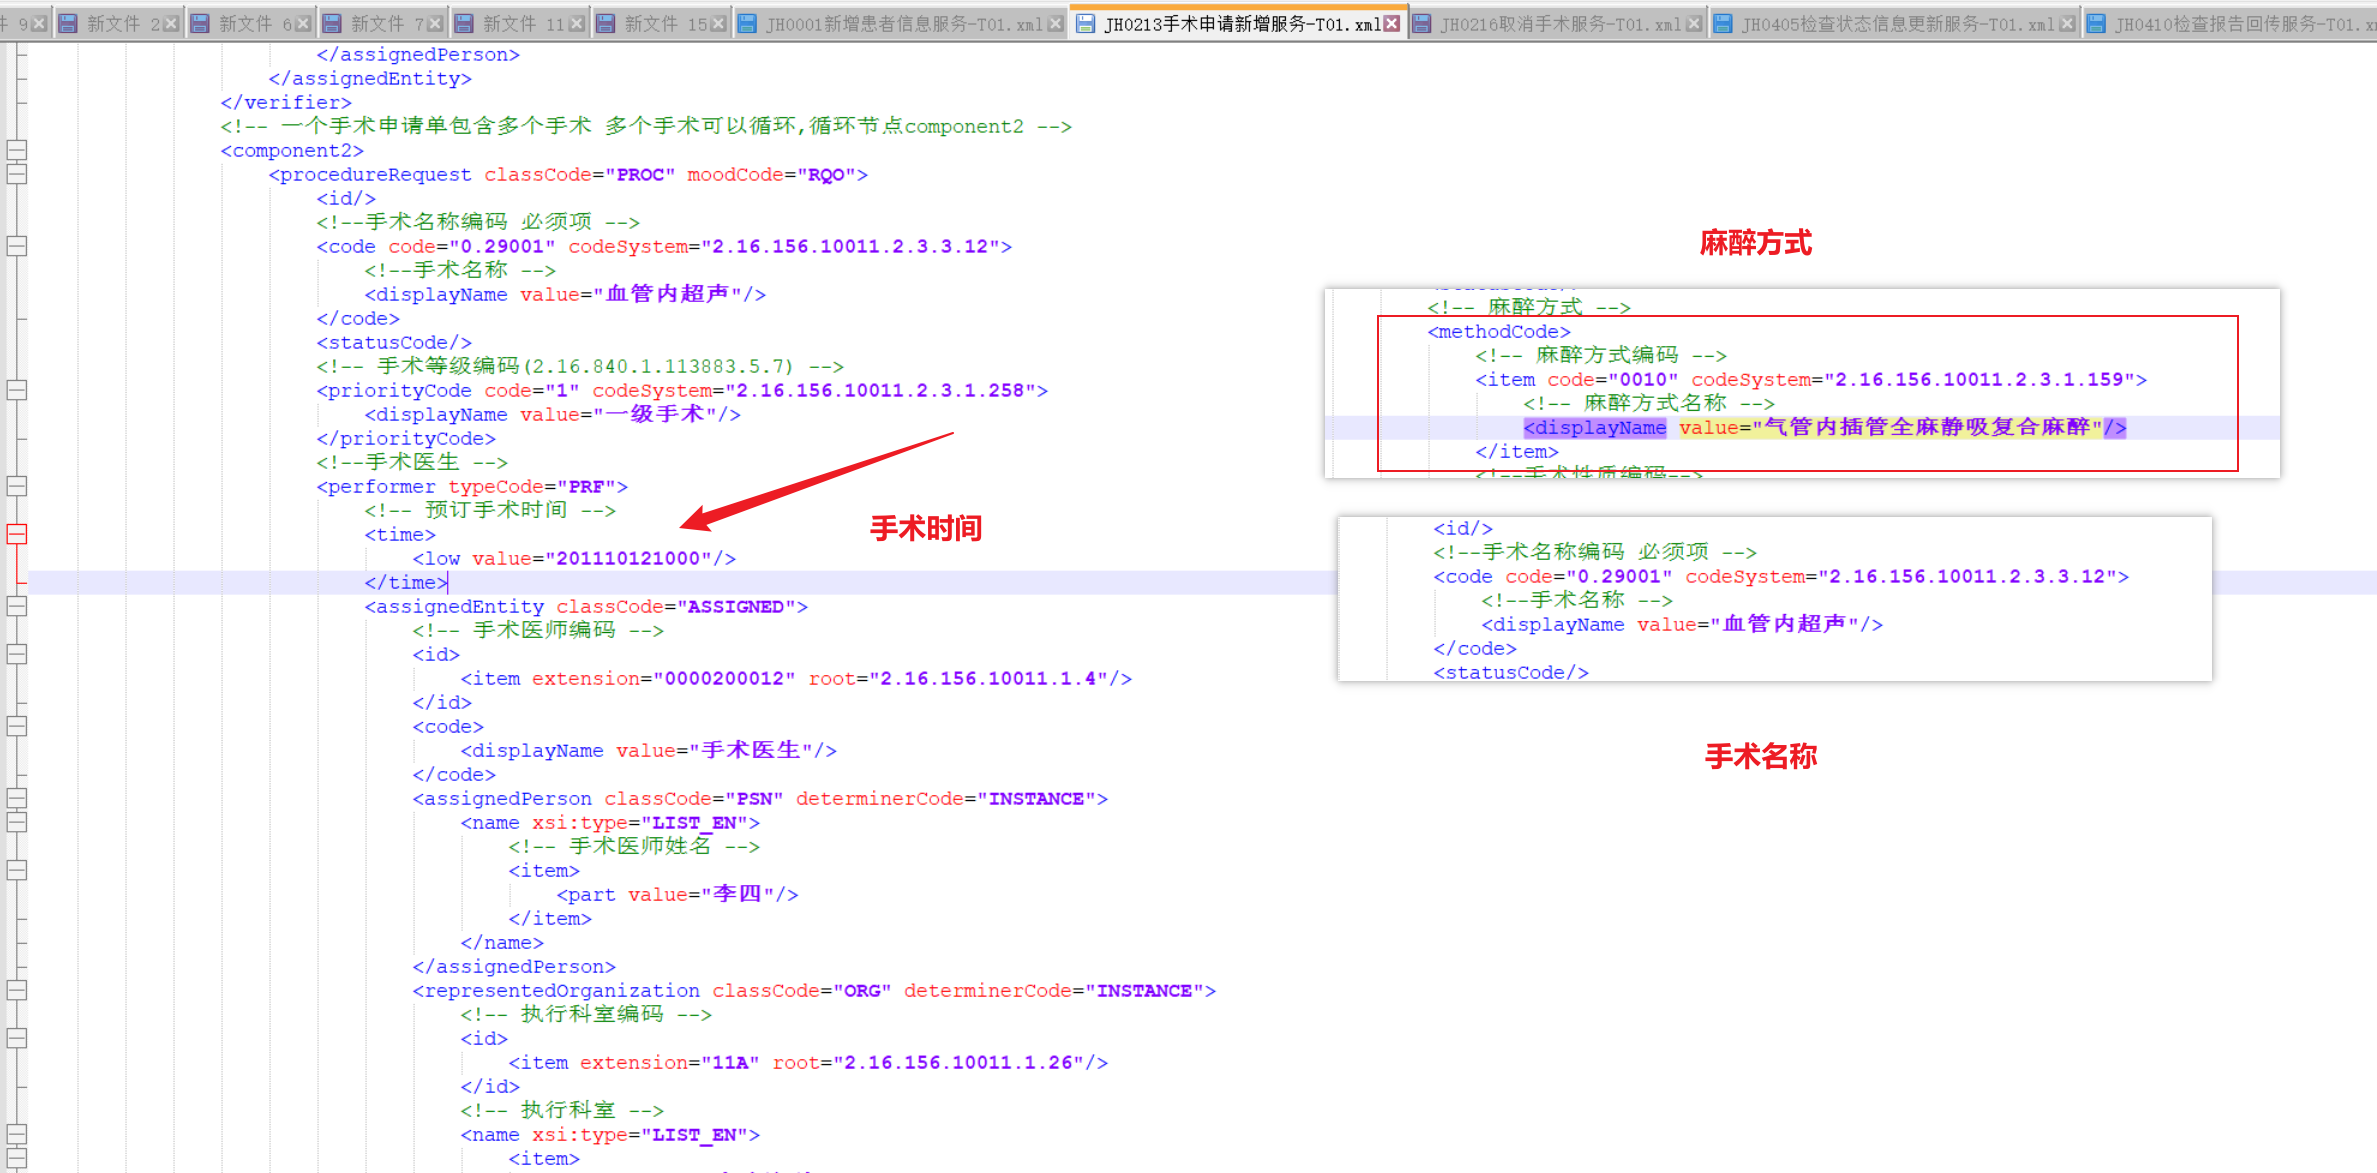 件 9
新文件 2
新文件 6
新文件 7
新文件 11
新文件 15
JH0001新增患者信息服务-T01.xml
JH0213手术申请新增服务-T01.xml
JH0216取消手术服务-T01.xml
JH0405检查状态信息更新服务-T01.xml
JH0410检查报告回传服务-T01.xm
</assignedPerson>
</assignedEntity>
</verifier>
<!-- 一个手术申请单包含多个手术 多个手术可以循环,循环节点component2 -->
<component2>
<procedureRequest classCode="PROC" moodCode="RQO">
<id/>
<!--手术名称编码 必须项 -->
<code code="0.29001" codeSystem="2.16.156.10011.2.3.3.12">
<!--手术名称 -->
<displayName value="血管内超声"/>
</code>
<statusCode/>
<!-- 手术等级编码(2.16.840.1.113883.5.7) -->
<priorityCode code="1" codeSystem="2.16.156.10011.2.3.1.258">
<displayName value="一级手术"/>
</priorityCode>
<!--手术医生 -->
<performer typeCode="PRF">
<!-- 预订手术时间 -->
<time>
<low value="201110121000"/>
</time>
<assignedEntity classCode="ASSIGNED">
<!-- 手术医师编码 -->
<id>
<item extension="0000200012" root="2.16.156.10011.1.4"/>
</id>
<code>
<displayName value="手术医生"/>
</code>
<assignedPerson classCode="PSN" determinerCode="INSTANCE">
<name xsi:type="LIST_EN">
<!-- 手术医师姓名 -->
<item>
<part value="李四"/>
</item>
</name>
</assignedPerson>
<representedOrganization classCode="ORG" determinerCode="INSTANCE">
<!-- 执行科室编码 -->
<id>
<item extension="11A" root="2.16.156.10011.1.26"/>
</id>
<!-- 执行科室 -->
<name xsi:type="LIST_EN">
<item>
手术时间
麻醉方式
<!-- 麻醉方式 -->
<methodCode>
<!-- 麻醉方式编码 -->
<item code="0010" codeSystem="2.16.156.10011.2.3.1.159">
<!-- 麻醉方式名称 -->
<displayName value="气管内插管全麻静吸复合麻醉"/>
</item>
<!--手术性质编码-->
<id/>
<!--手术名称编码 必须项 -->
<code code="0.29001" codeSystem="2.16.156.10011.2.3.3.12">
<!--手术名称 -->
<displayName value="血管内超声"/>
</code>
<statusCode/>
手术名称